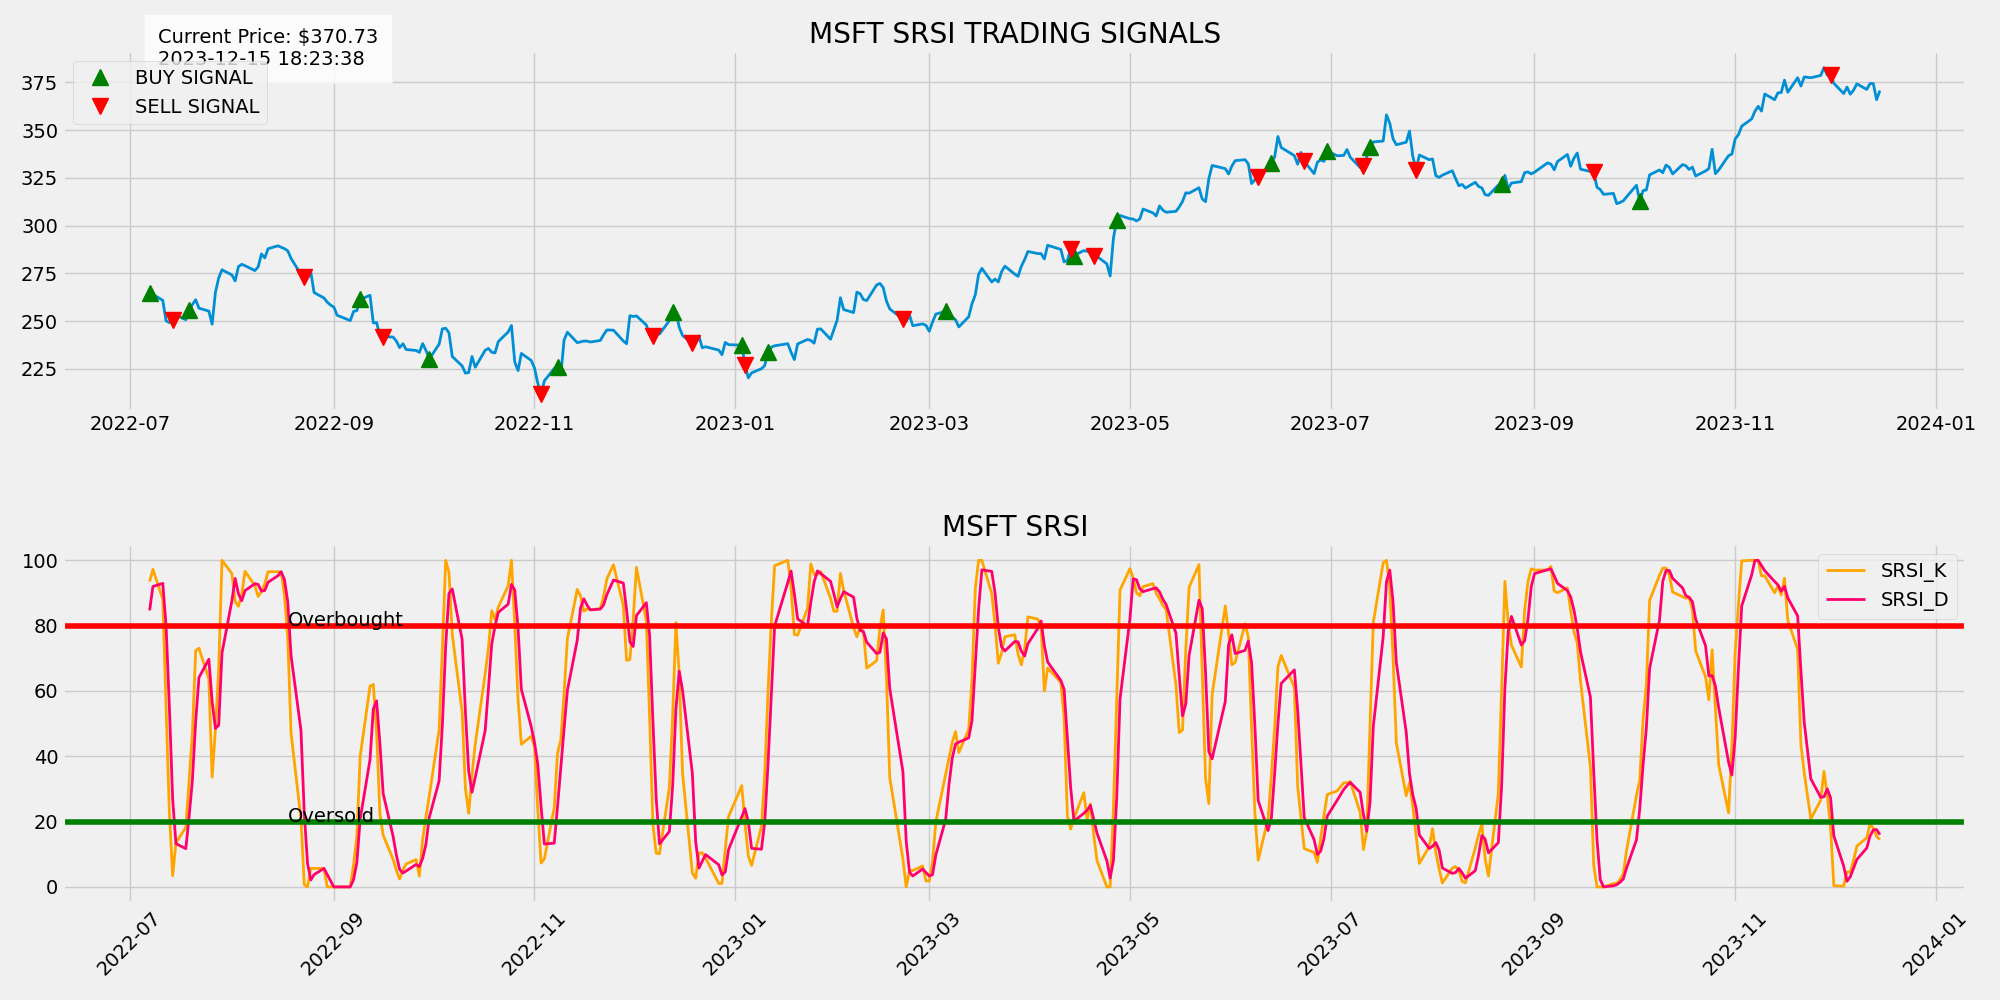 MSFT SRSI TRADING SIGNALS
Current Price: $370.73
2023-12-15 18:23:38
BUY SIGNAL
SELL SIGNAL
375
350
325
300
275
250
225
2022-07 2022-09 2022-11 2023-01 2023-03 2023-05 2023-07 2023-09 2023-11 2024-01
MSFT SRSI
SRSI_K
SRSI_D
100
80
60
40
20
0
Overbought
Oversold
2022-07 2022-09 2022-11 2023-01 2023-03 2023-05 2023-07 2023-09 2023-11 2024-01